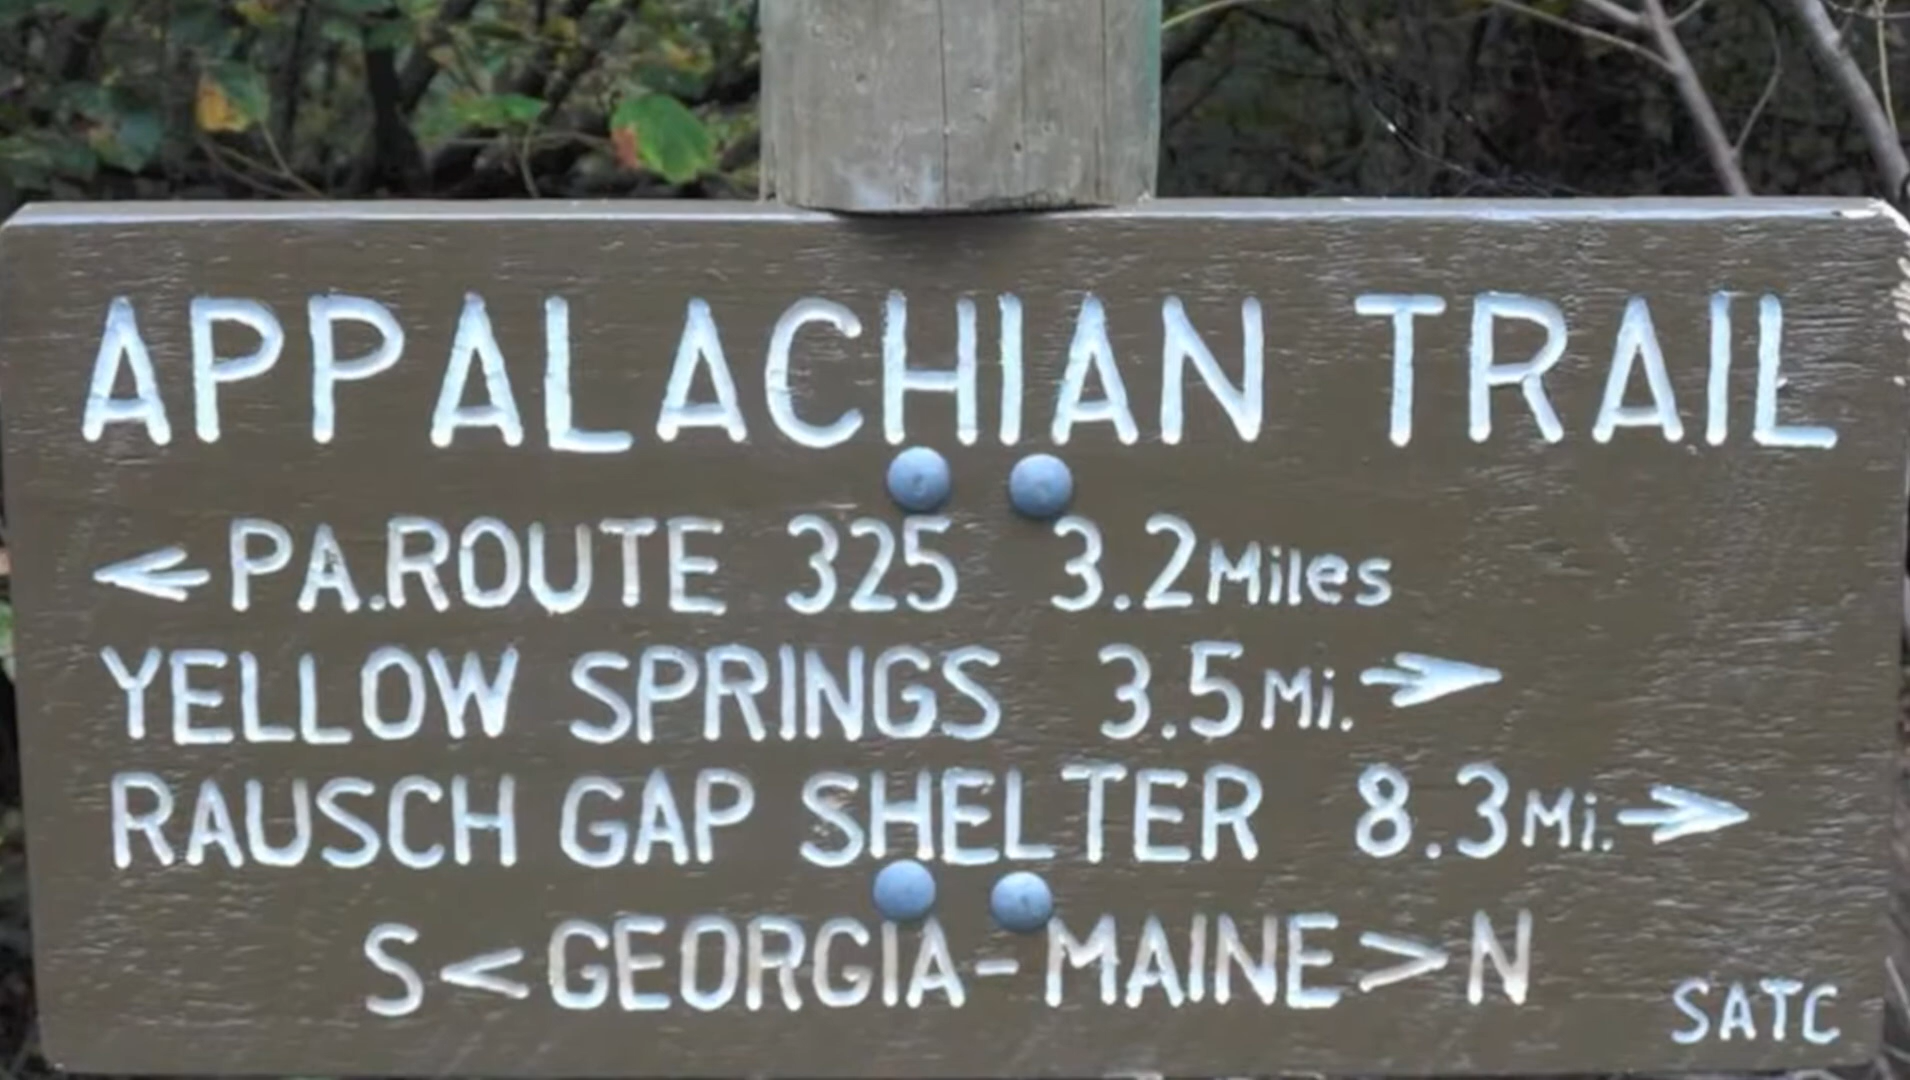 APPALACHIAN TRAIL
<PA.ROUTE 325 3.2Miles
YELLOW SPRINGS 3.5Mi.→
RAUSCH GAP SHELTER 8.3Mi.→
S<GEORGIA-MAINE>N
SATC